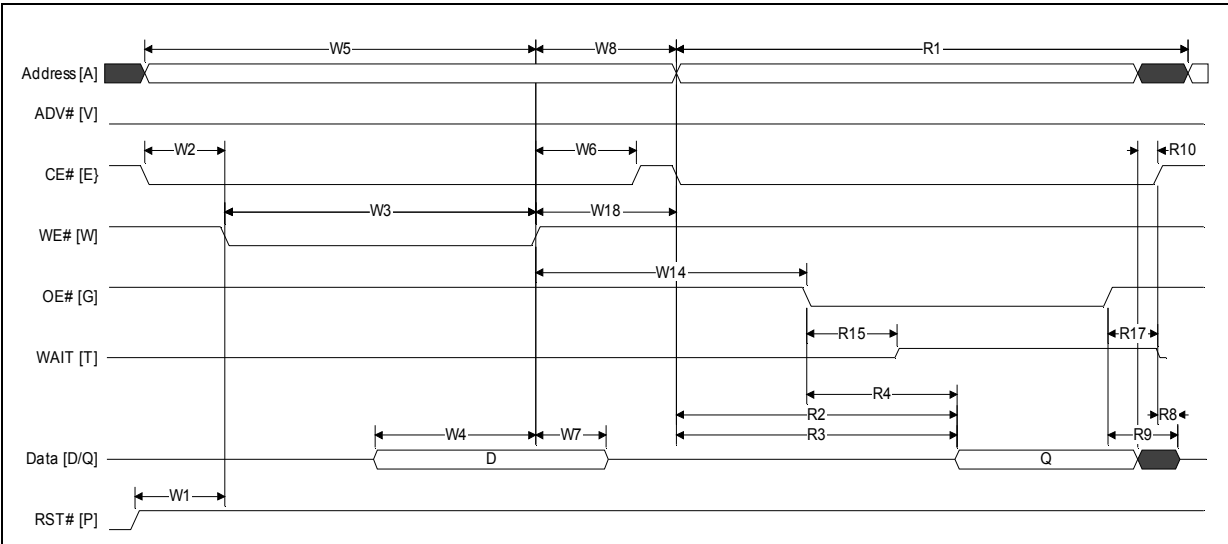 W5 W8 R1
Address [A]
ADV# [V]
W2 W6 R10
CE# [E}
W3 W18
WE# [W]
W14
OE# [G]
R15 R17
WAIT [T]
R4
R2 R8
W4 W7 R3 R9
Data [D/Q] D Q
W1
RST# [P]